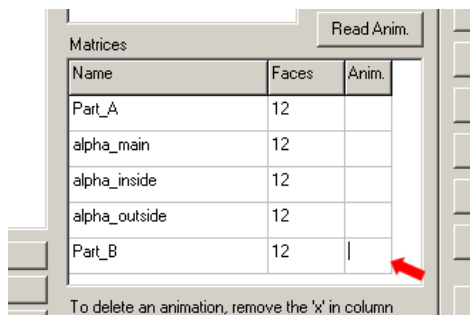 Read Anim.
Matrices
Name Faces Anim.
Part_A 12
alpha_main 12
alpha_inside 12
alpha_outside 12
Part_B 12
To delete an animation, remove the 'x' in column